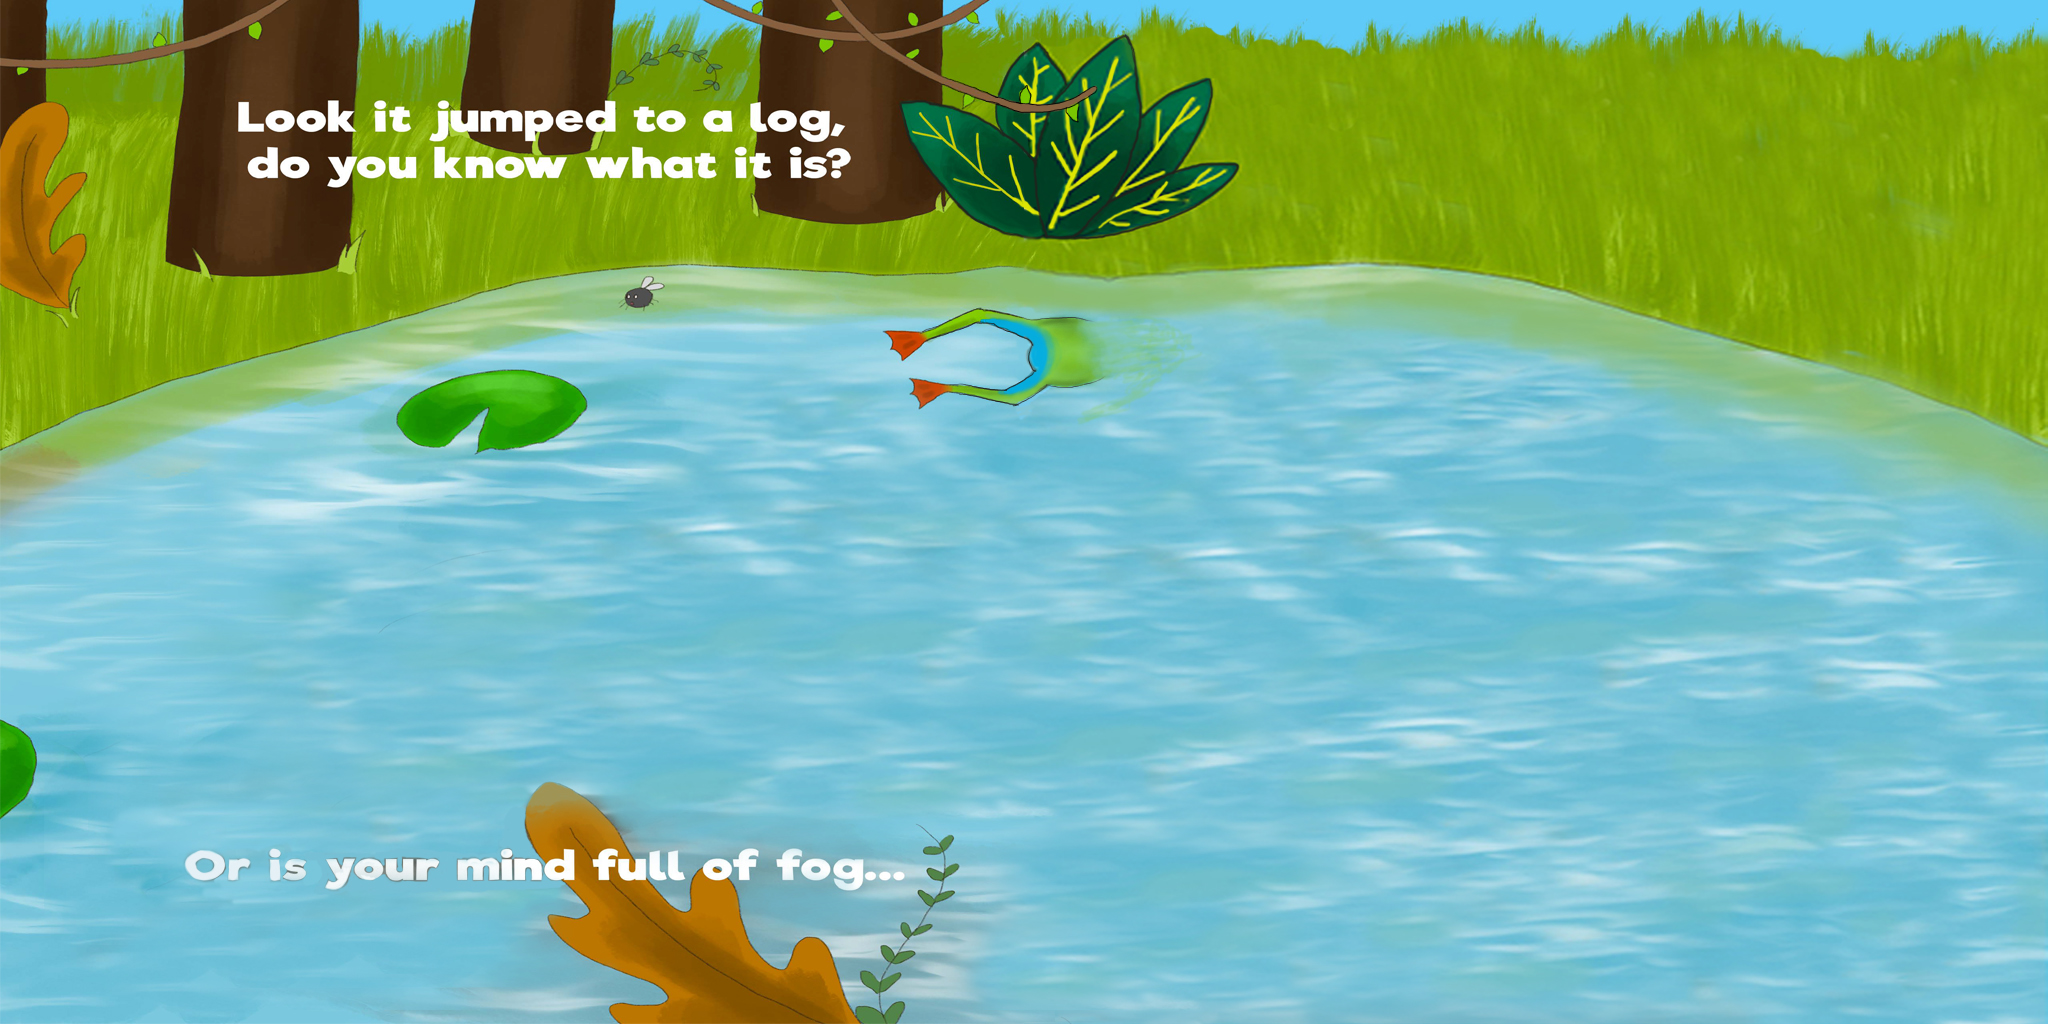 Look it jumped to a log,
do you know what it is?
Or is your mind full of fog...